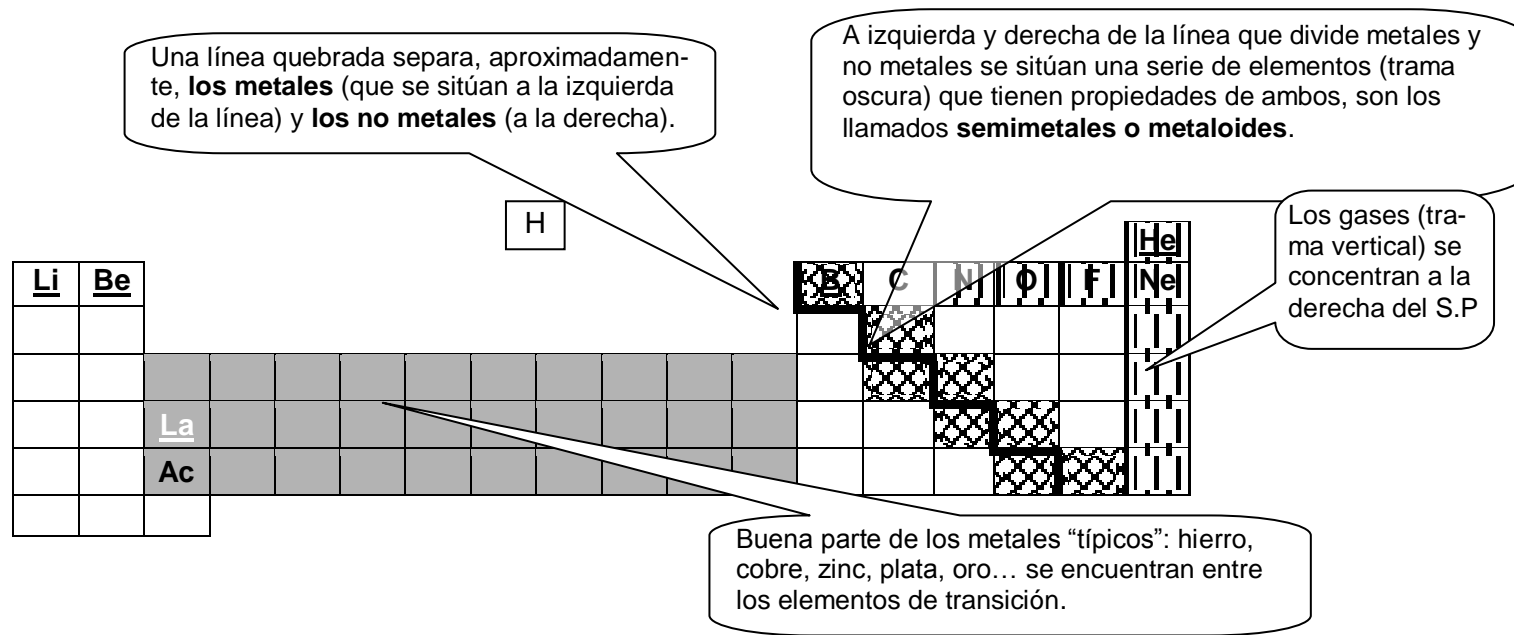 Una línea quebrada separa, aproximadamen-
te, los metales (que se sitúan a la izquierda
de la línea) y los no metales (a la derecha).
A izquierda y derecha de la línea que divide metales y
no metales se sitúan una serie de elementos (trama
oscura) que tienen propiedades de ambos, son los
llamados semimetales o metaloides.
Los gases (tra-
ma vertical) se
concentran a la
derecha del S.P
H
He
Li Be B C N O F Ne
La
Ac
Buena parte de los metales “típicos”: hierro,
cobre, zinc, plata, oro… se encuentran entre
los elementos de transición.